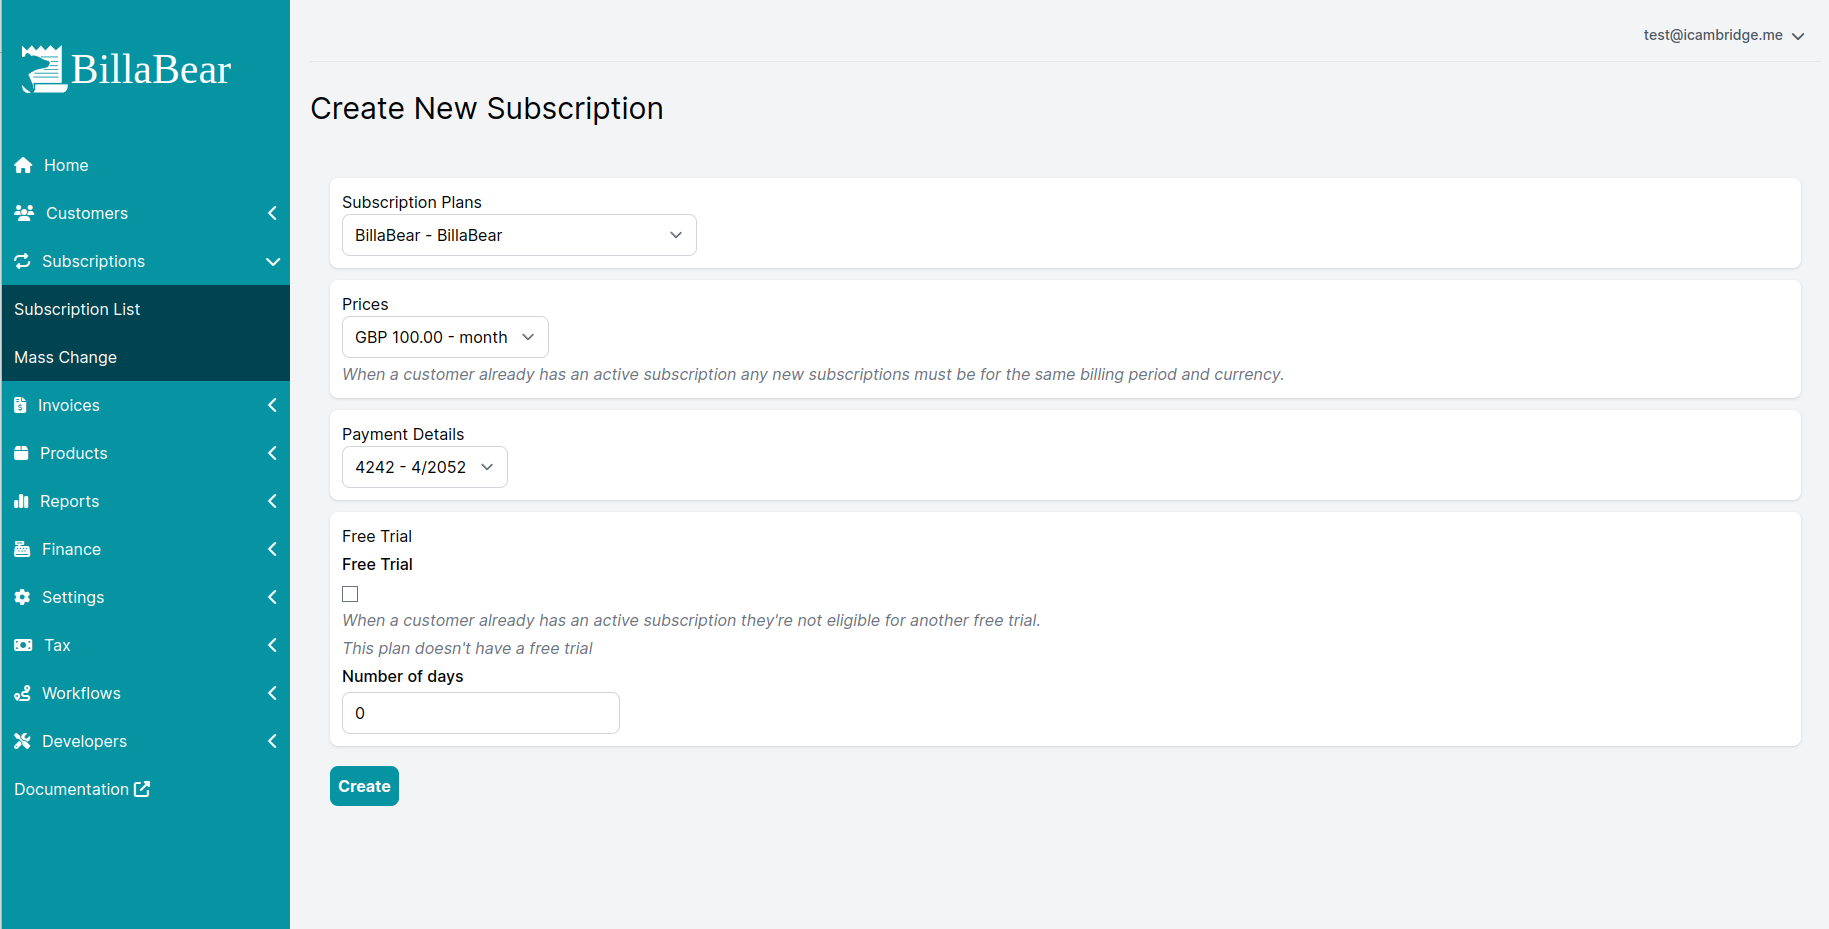 BillaBear
Home
Customers
Subscriptions
Subscription List
Mass Change
Invoices
Products
Reports
Finance
Settings
Tax
Workflows
Developers
Documentation
test@icambridge.me
Create New Subscription
Subscription Plans
BillaBear - BillaBear
Prices
GBP 100.00 - month
When a customer already has an active subscription any new subscriptions must be for the same billing period and currency.
Payment Details
4242 - 4/2052
Free Trial
Free Trial
When a customer already has an active subscription they're not eligible for another free trial.
This plan doesn't have a free trial
Number of days
0
Create